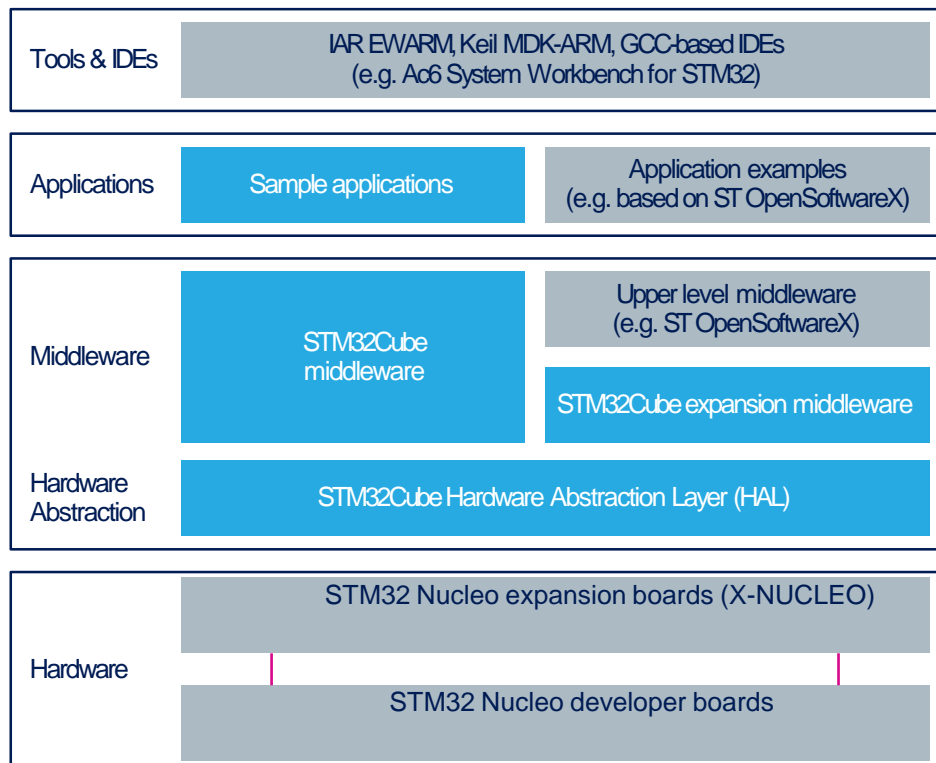 Tools & IDEs
IAR EWARM, Keil MDK-ARM, GCC-based IDEs
(e.g. Ac6 System Workbench for STM32)
Applications
Sample applications
Application examples
(e.g. based on ST OpenSoftwareX)
Middleware
STM32Cube
middleware
Upper level middleware
(e.g. ST OpenSoftwareX)
STM32Cube expansion middleware
Hardware
Abstraction
STM32Cube Hardware Abstraction Layer (HAL)
Hardware
STM32 Nucleo expansion boards (X-NUCLEO)
STM32 Nucleo developer boards